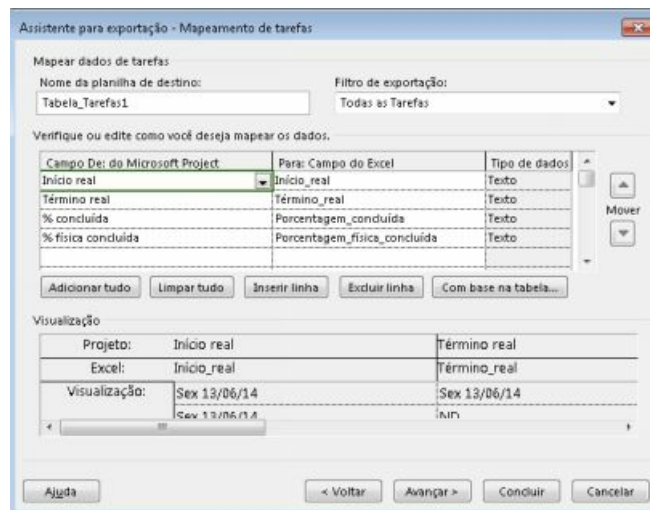 Assistente para exportação - Mapeamento de tarefas
Mapear dados de tarefas
Nome da planilha de destino: Filtro de exportação:
Tabela_Tarefas1 Todas as Tarefas
Verifique ou edite como você deseja mapear os dados.
Campo De: do Microsoft Project Para: Campo do Excel Tipo de dados
Início real Início_real Texto
Término real Término_real Texto
% concluída Porcentagem_concluída Texto
% física concluída Porcentagem_física_concluída Texto
Mover
Adicionar tudo Limpar tudo Inserir linha Excluir linha Com base na tabela...
Visualização
Projeto: Início real Término real
Excel: Início_real Término_real
Visualização: Sex 13/06/14 Sex 13/06/14
Sex 13/06/14 ND
Ajuda < Voltar Avançar > Concluir Cancelar